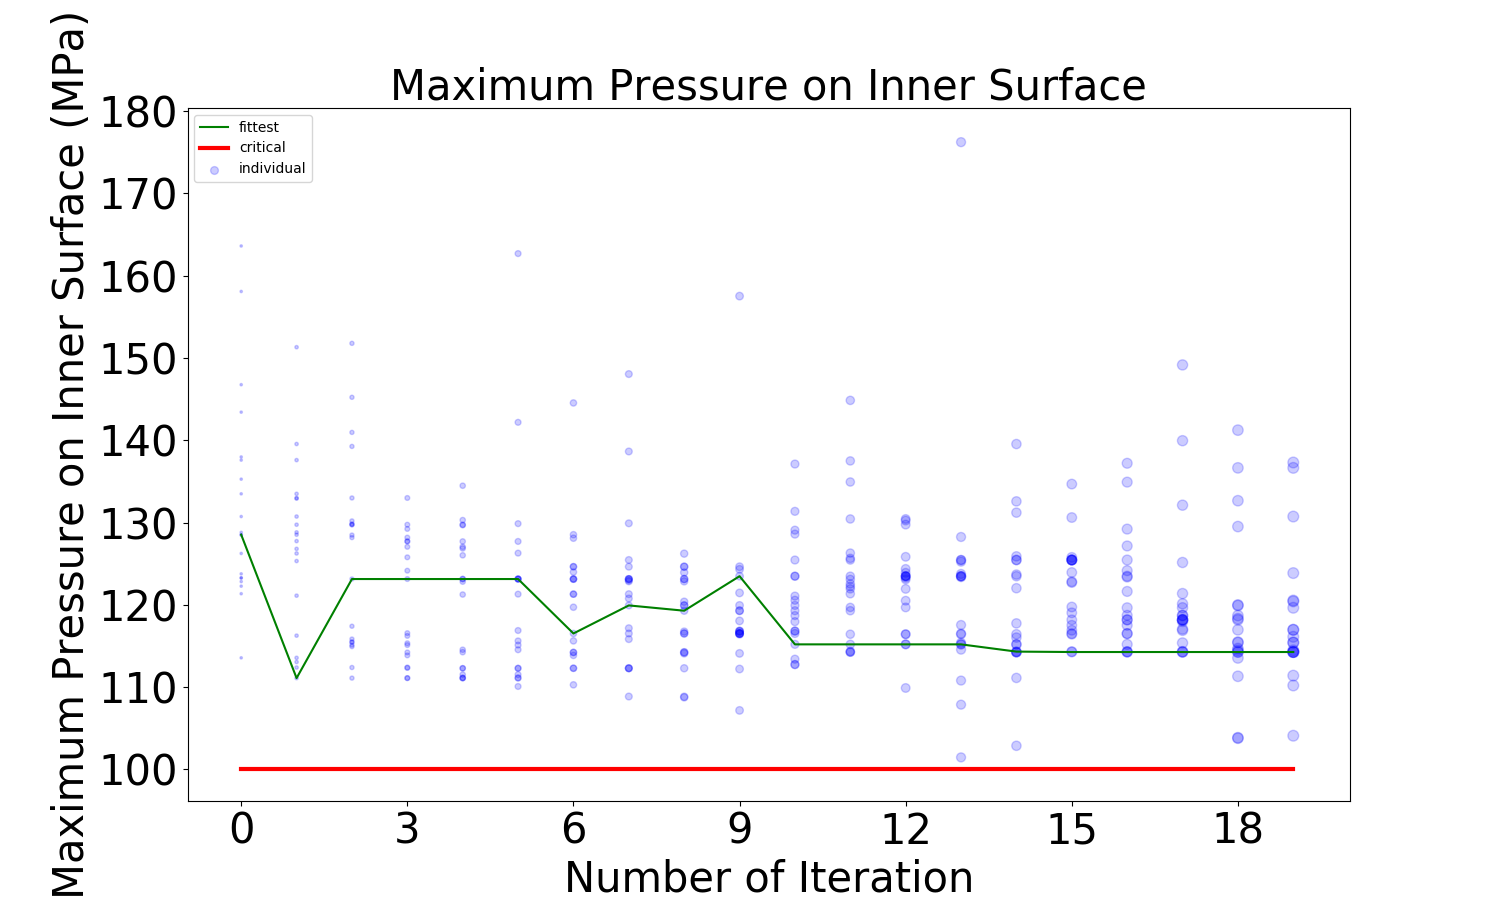 Maximum Pressure on Inner Surface
Maximum Pressure on Inner Surface (MPa)
180
170
160
150
140
130
120
110
100
fittest
critical
individual
0 3 6 9 12 15 18
Number of Iteration